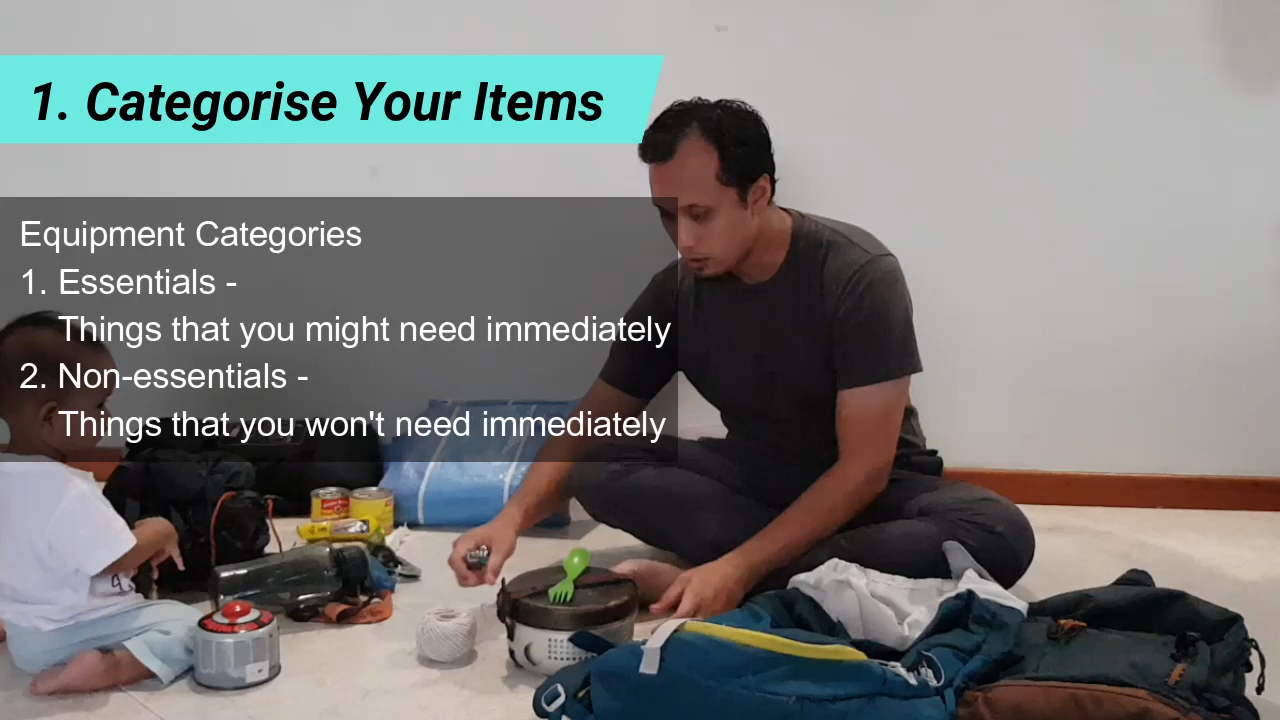 1. Categorise Your Items
Equipment Categories
1. Essentials -
Things that you might need immediately
2. Non-essentials -
Things that you won't need immediately